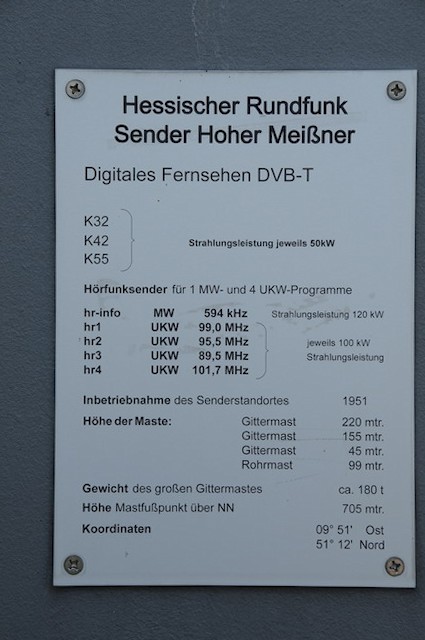 Hessischer Rundfunk
Sender Hoher Meißner
Digitales Fernsehen DVB-T
K32
K42
K55
Strahlungsleistung jeweils 50kW
Hörfunksender für 1 MW- und 4 UKW-Programme
hr-info MW 594 kHz Strahlungsleistung 120 kW
hr1 UKW 99,0 MHz
hr2 UKW 95,5 MHz jeweils 100 kW
hr3 UKW 89,5 MHz Strahlungsleistung
hr4 UKW 101,7 MHz
Inbetriebnahme des Senderstandortes 1951
Höhe der Maste: Gittermast 220 mtr.
Gittermast 155 mtr.
Gittermast 45 mtr.
Rohrmast 99 mtr.
Gewicht des großen Gittermastes ca. 180 t
Höhe Mastfußpunkt über NN 705 mtr.
Koordinaten 09° 51' Ost
51° 12' Nord